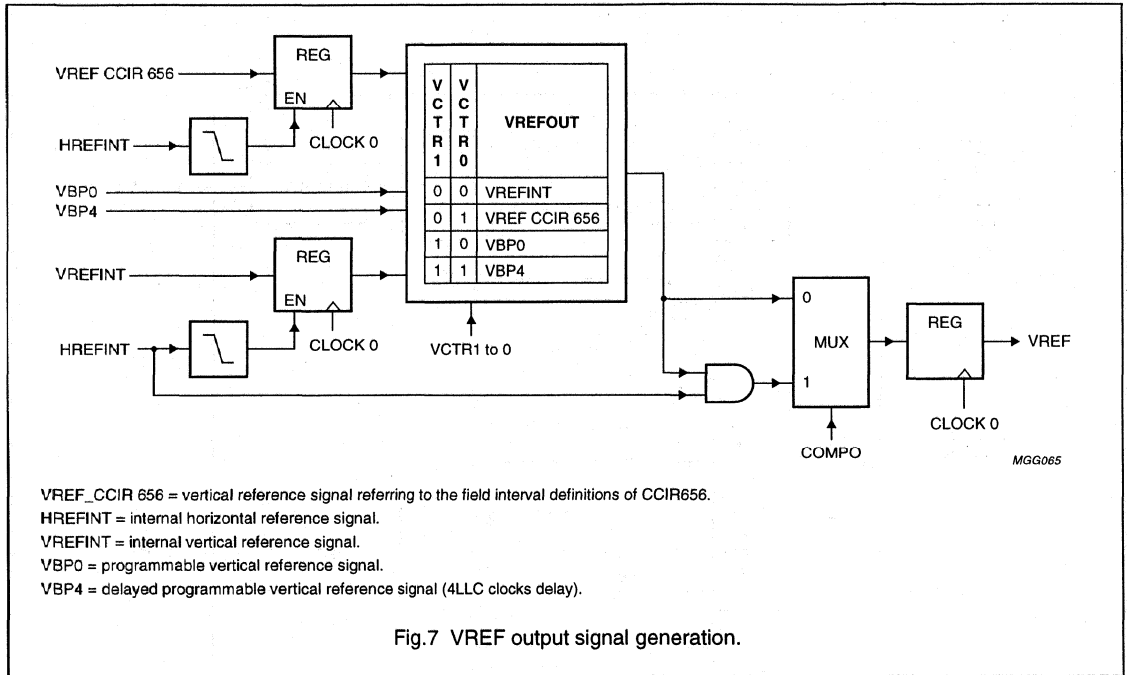 VREF CCIR 656
REG
EN
CLOCK 0
HREFINT
VBP0
VBP4
VREFINT
REG
EN
CLOCK 0
HREFINT
VCTR1 VCTR0 VREFOUT
0 0 VREFINT
0 1 VREF CCIR 656
1 0 VBP0
1 1 VBP4
VCTR1 to 0
0
MUX
1
COMPO
REG
CLOCK 0
VREF
MGG065
VREF_CCIR 656 = vertical reference signal referring to the field interval definitions of CCIR656.
HREFINT = internal horizontal reference signal.
VREFINT = internal vertical reference signal.
VBP0 = programmable vertical reference signal.
VBP4 = delayed programmable vertical reference signal (4LLC clocks delay).
Fig.7 VREF output signal generation.